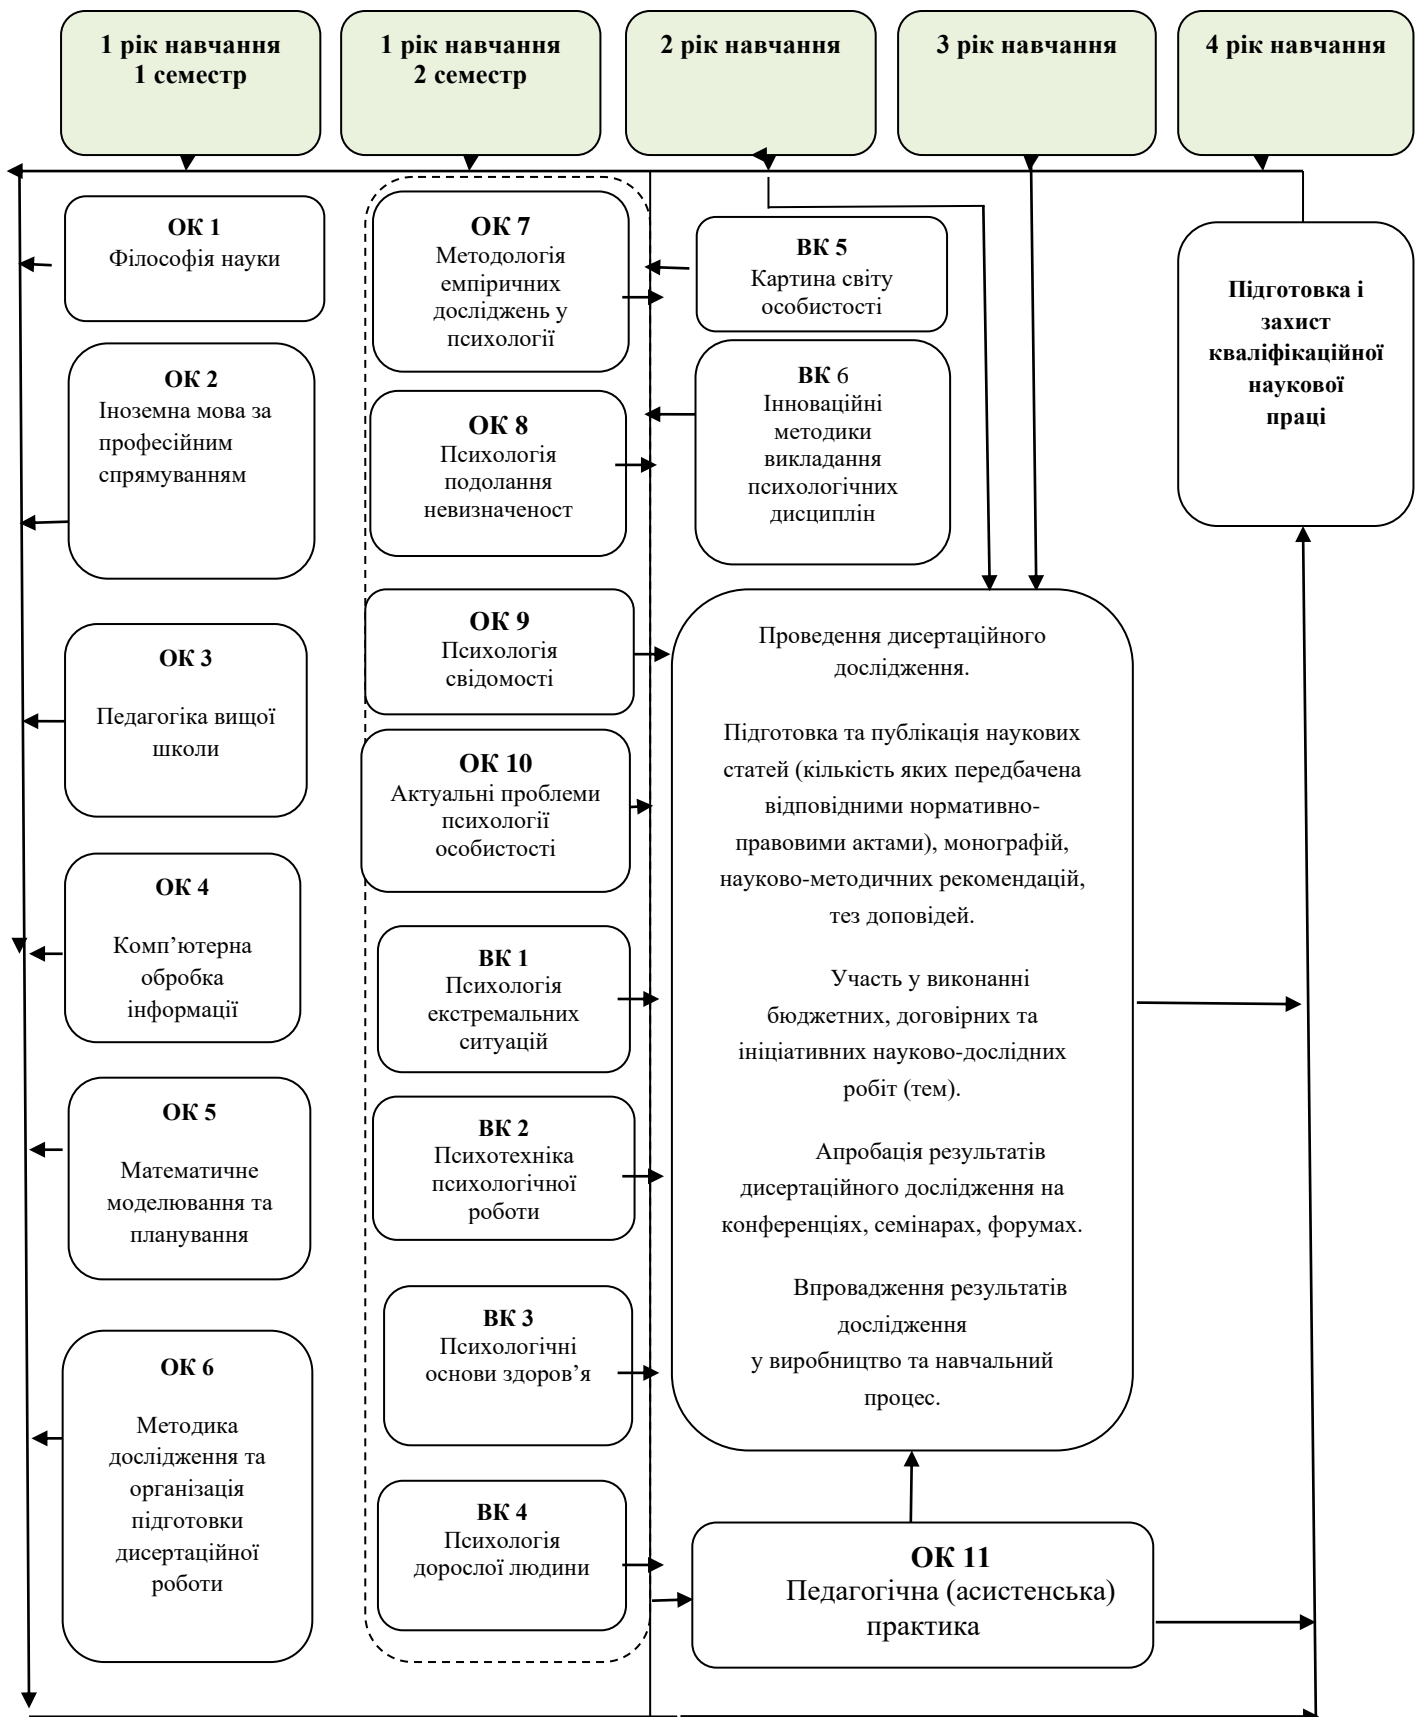 1 рік навчання
1 семестр
1 рік навчання
2 семестр
2 рік навчання
3 рік навчання
4 рік навчання
ОК 1
Філософія науки
ОК 2
Іноземна мова за
професійним
спрямуванням
ОК 3
Педагогіка вищої
школи
ОК 4
Комп’ютерна
обробка
інформації
ОК 5
Математичне
моделювання та
планування
ОК 6
Методика
дослідження та
організація
підготовки
дисертаційної
роботи
ОК 7
Методологія
емпіричних
досліджень у
психології
ОК 8
Психологія
подолання
невизначеност
ОК 9
Психологія
свідомості
ОК 10
Актуальні проблеми
психології
особистості
ВК 1
Психологія
екстремальних
ситуацій
ВК 2
Психотехніка
психологічної
роботи
ВК 3
Психологічні
основи здоров’я
ВК 4
Психологія
дорослої людини
ВК 5
Картина світу
особистості
ВК 6
Інноваційні
методики
викладання
психологічних
дисциплін
Проведення дисертаційного
дослідження.
Підготовка та публікація наукових
статей (кількість яких передбачена
відповідними нормативно-
правовими актами), монографій,
науково-методичних рекомендацій,
тез доповідей.
Участь у виконанні
бюджетних, договірних та
ініціативних науково-дослідних
робіт (тем).
Апробація результатів
дисертаційного дослідження на
конференціях, семінарах, форумах.
Впровадження результатів
дослідження
у виробництво та навчальний
процес.
ОК 11
Педагогічна (асистенська)
практика
Підготовка і
захист
кваліфікаційної
наукової
праці